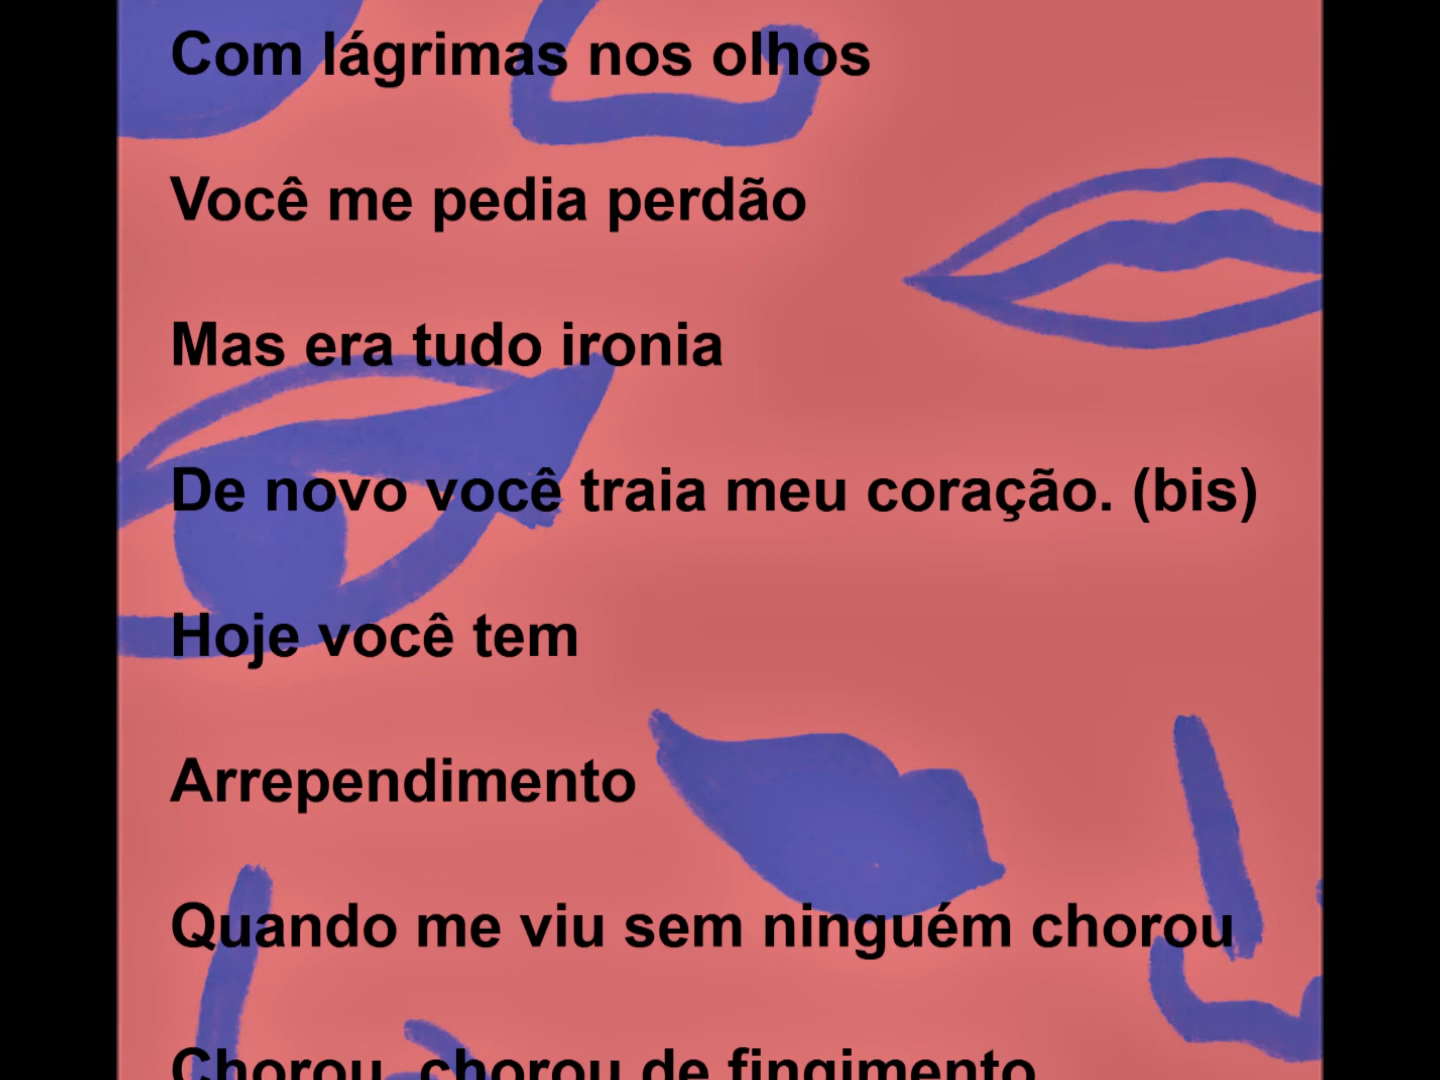 Com lágrimas nos olhos
Você me pedia perdão
Mas era tudo ironia
De novo você traia meu coração. (bis)
Hoje você tem
Arrependimento
Quando me viu sem ninguém chorou
Chorou, chorou de fingimento